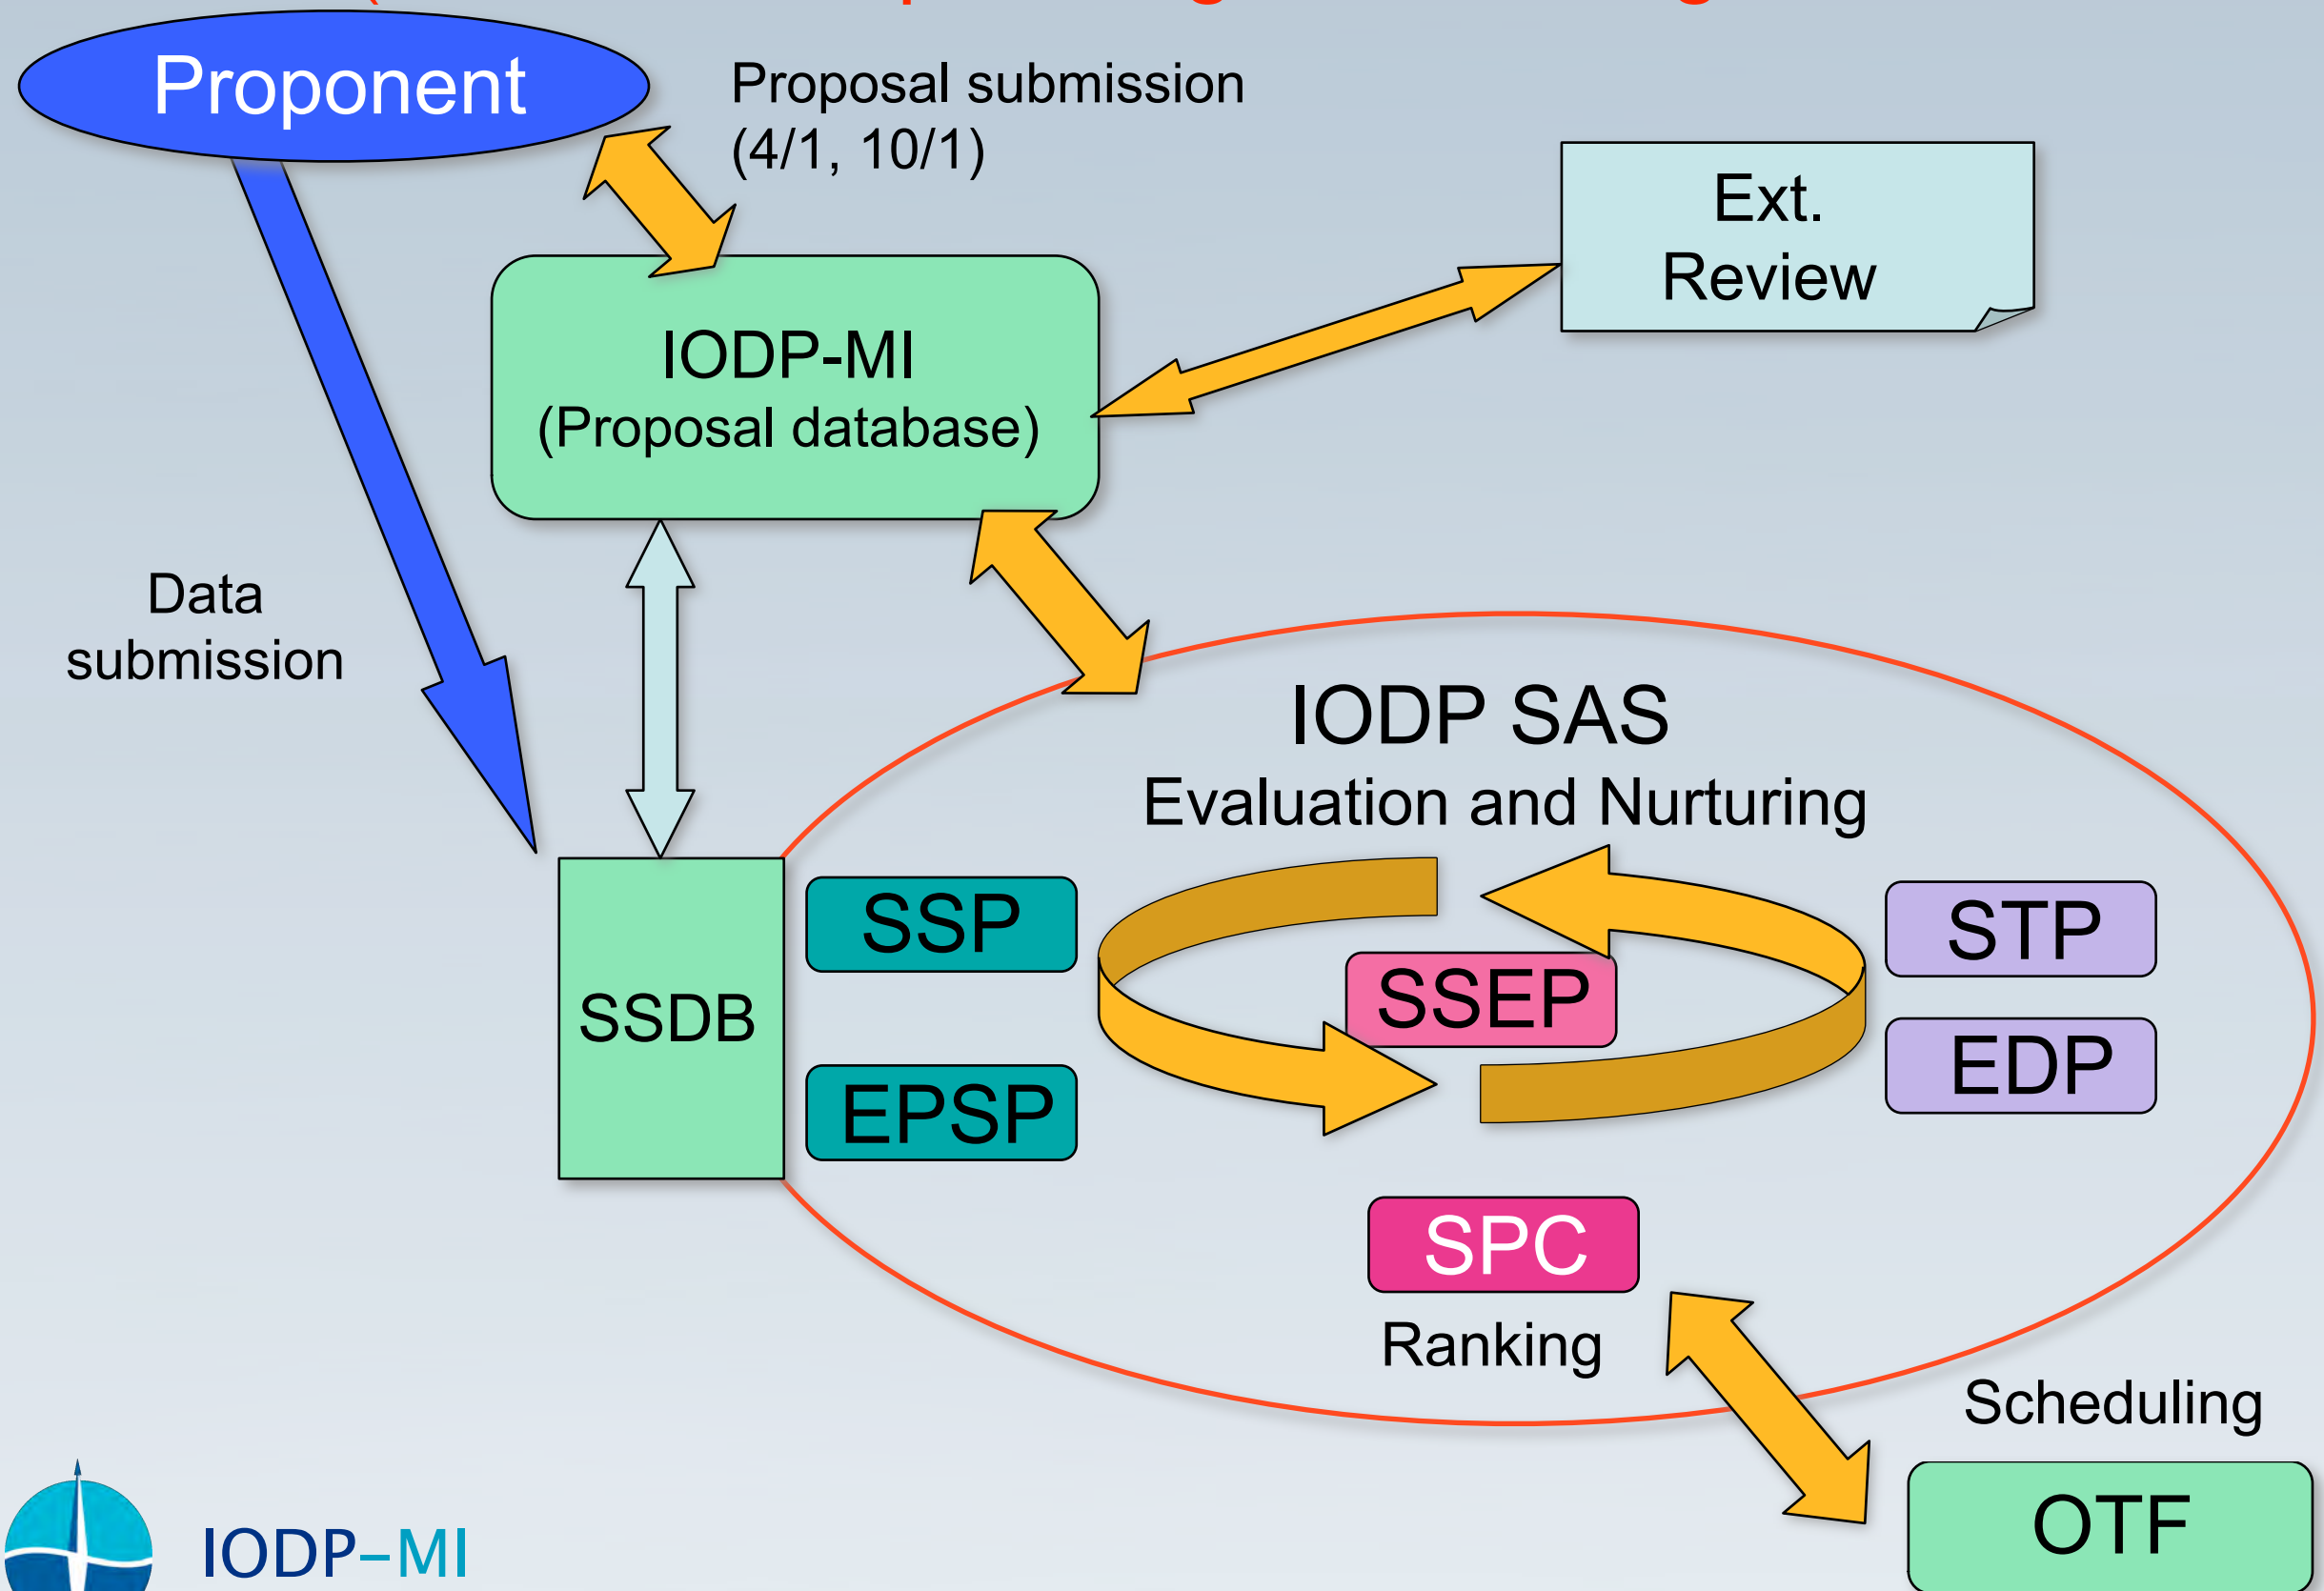 Proponent
Proposal submission
(4/1, 10/1)
Ext.
Review
IODP-MI
(Proposal database)
Data
submission
IODP SAS
Evaluation and Nurturing
SSP
STP
SSEP
SSDB
EDP
EPSP
SPC
Ranking
Scheduling
OTF
IODP-MI